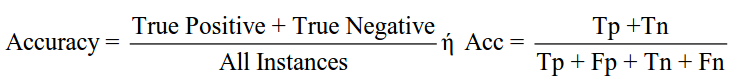 Accuracy = True Positive + True Negative / All Instances ή Acc = Tp +Tn / Tp + Fp + Tn + Fn